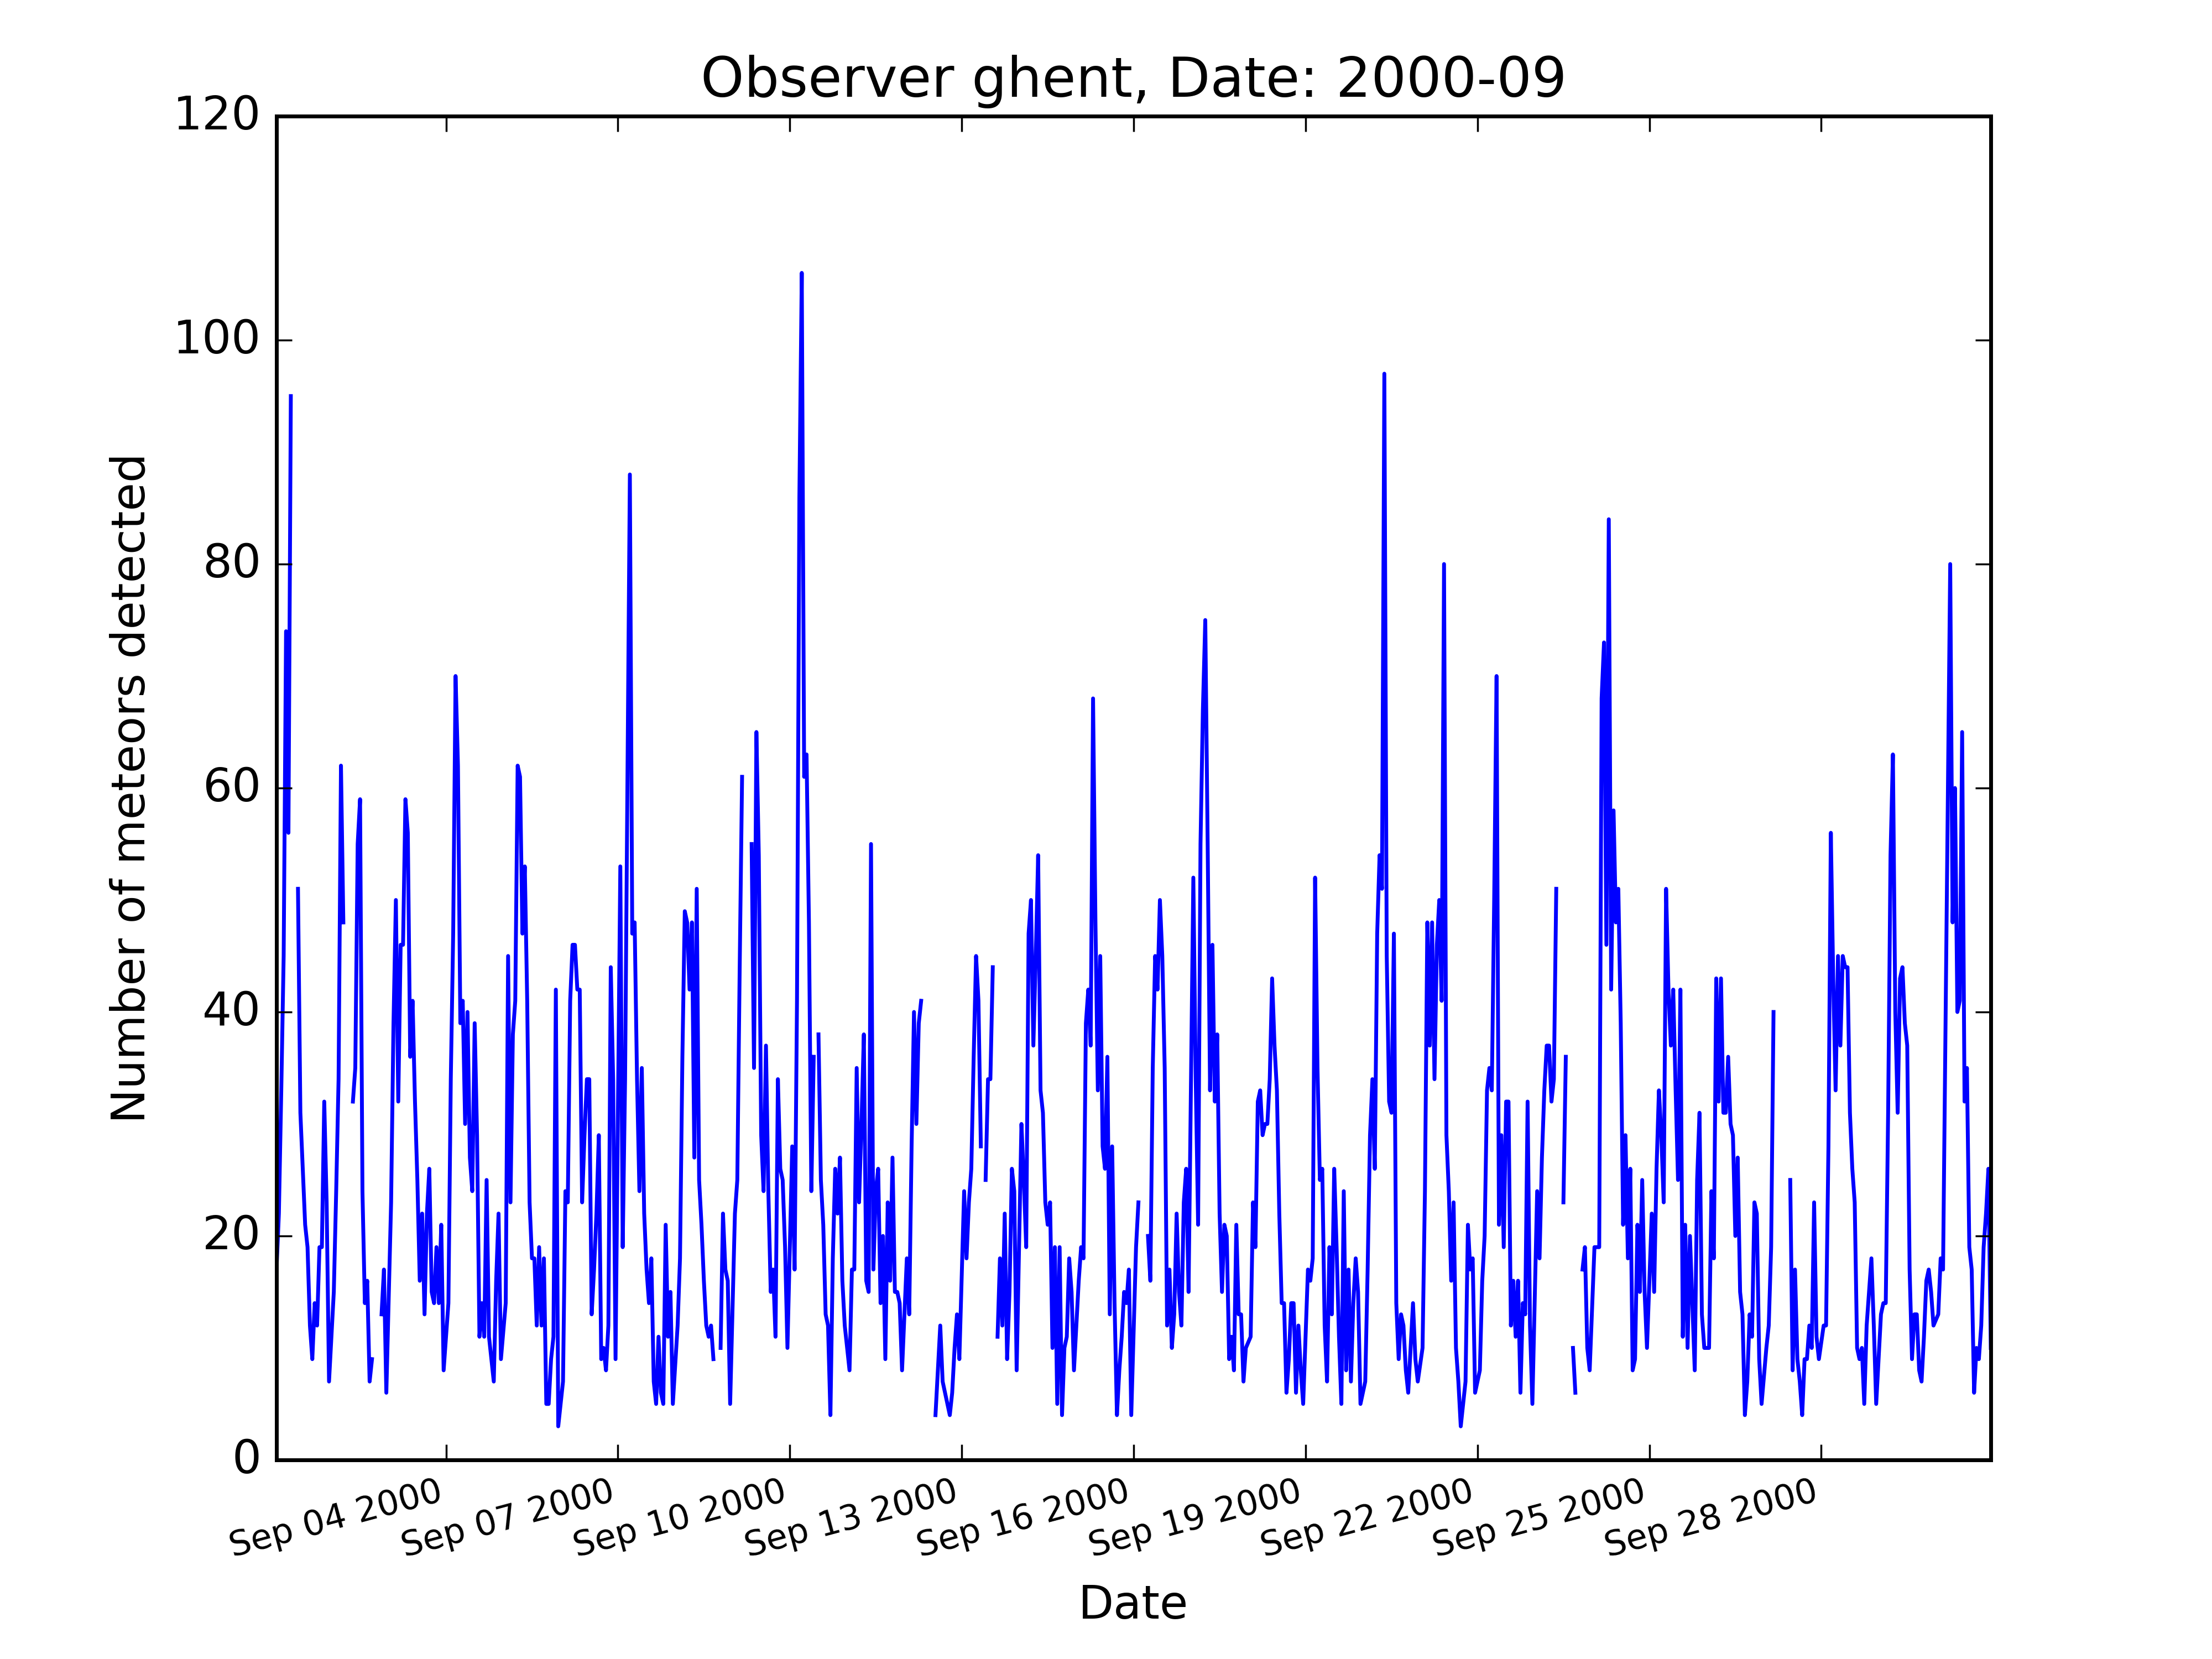 Observer ghent, Date: 2000-09
120
100
80
60
40
20
0
Number of meteors detected
Sep 04 2000
Sep 07 2000
Sep 10 2000
Sep 13 2000
Sep 16 2000
Sep 19 2000
Sep 22 2000
Sep 25 2000
Sep 28 2000
Date